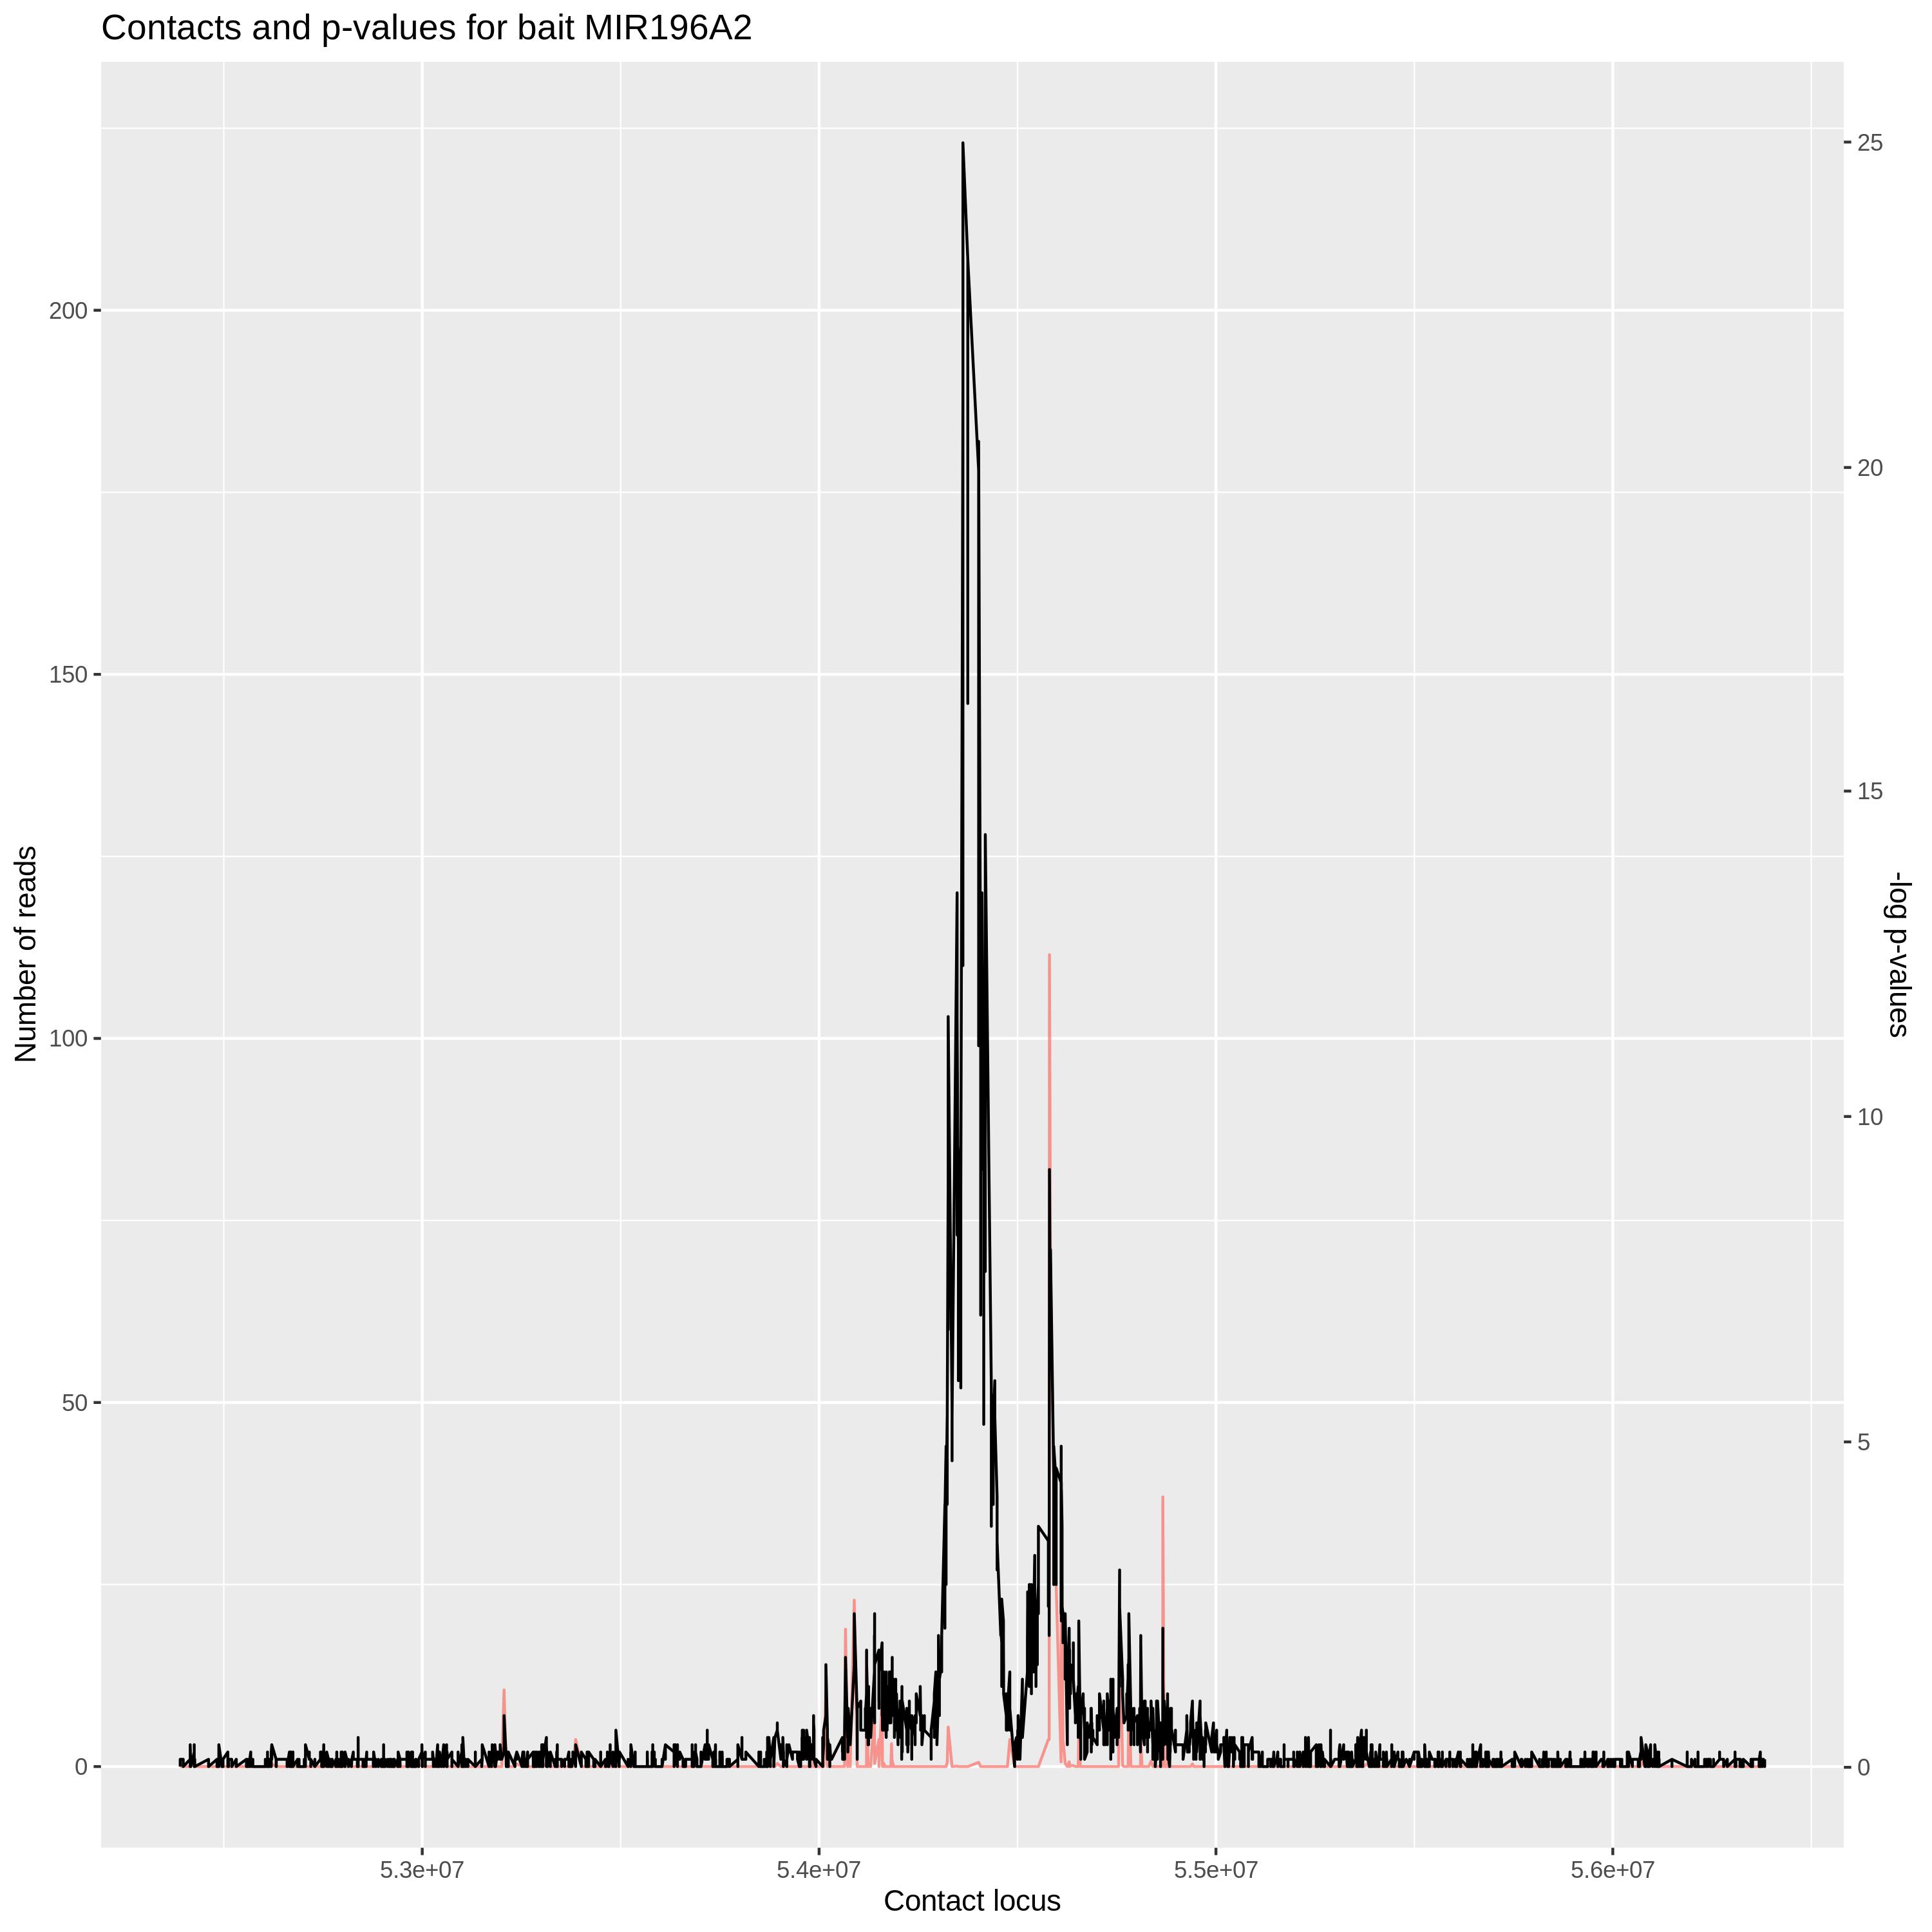 Contacts and p-values for bait MIR196A2
200
150
100
50
0
Number of reads
25
20
15
10
5
0
-log p-values
5.3e+07
5.4e+07
5.5e+07
5.6e+07
Contact locus